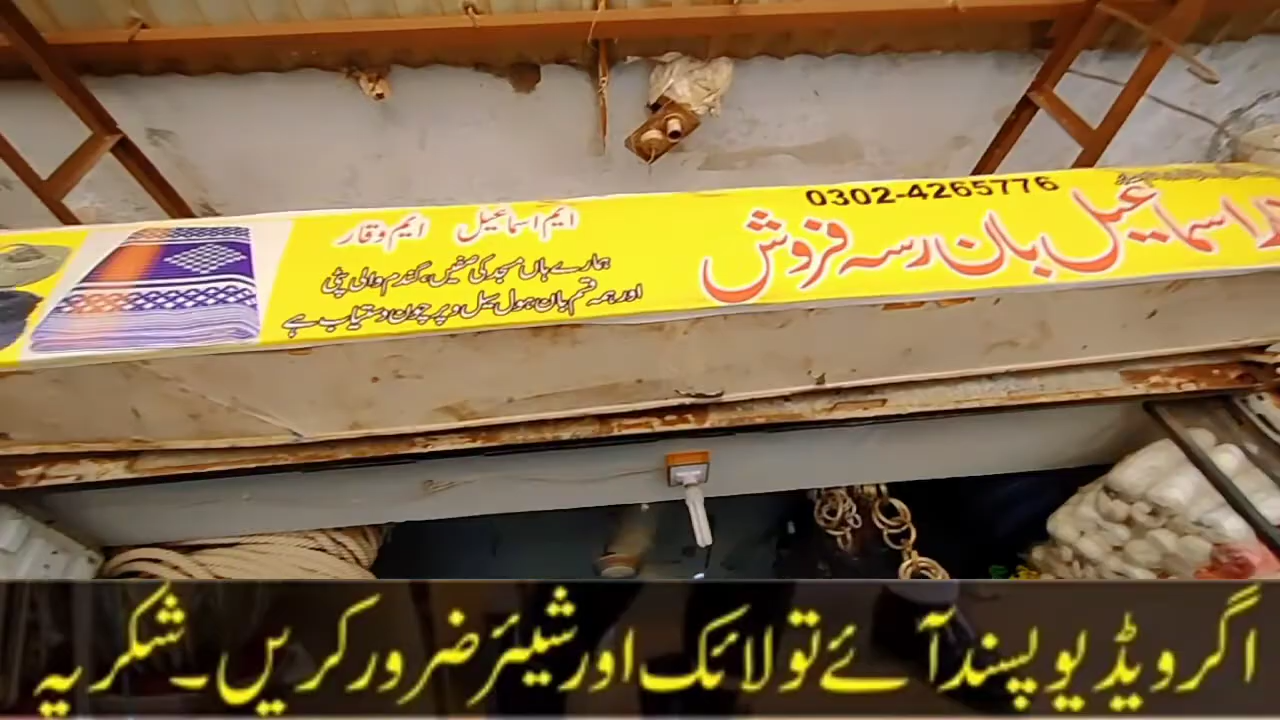 0302-4265776
اسماعیل بان رسہ فروش
ایم اسماعیل ایم وقار
ہمارے ہاں مسجد کی صفیں، گندم والی پٹی
اور ہمہ قسم بان ہول سیل و پرچون دستیاب ہے
اگر ویڈیو پسند آئے تو لائک اور شیئر ضرور کریں۔ شکریہ